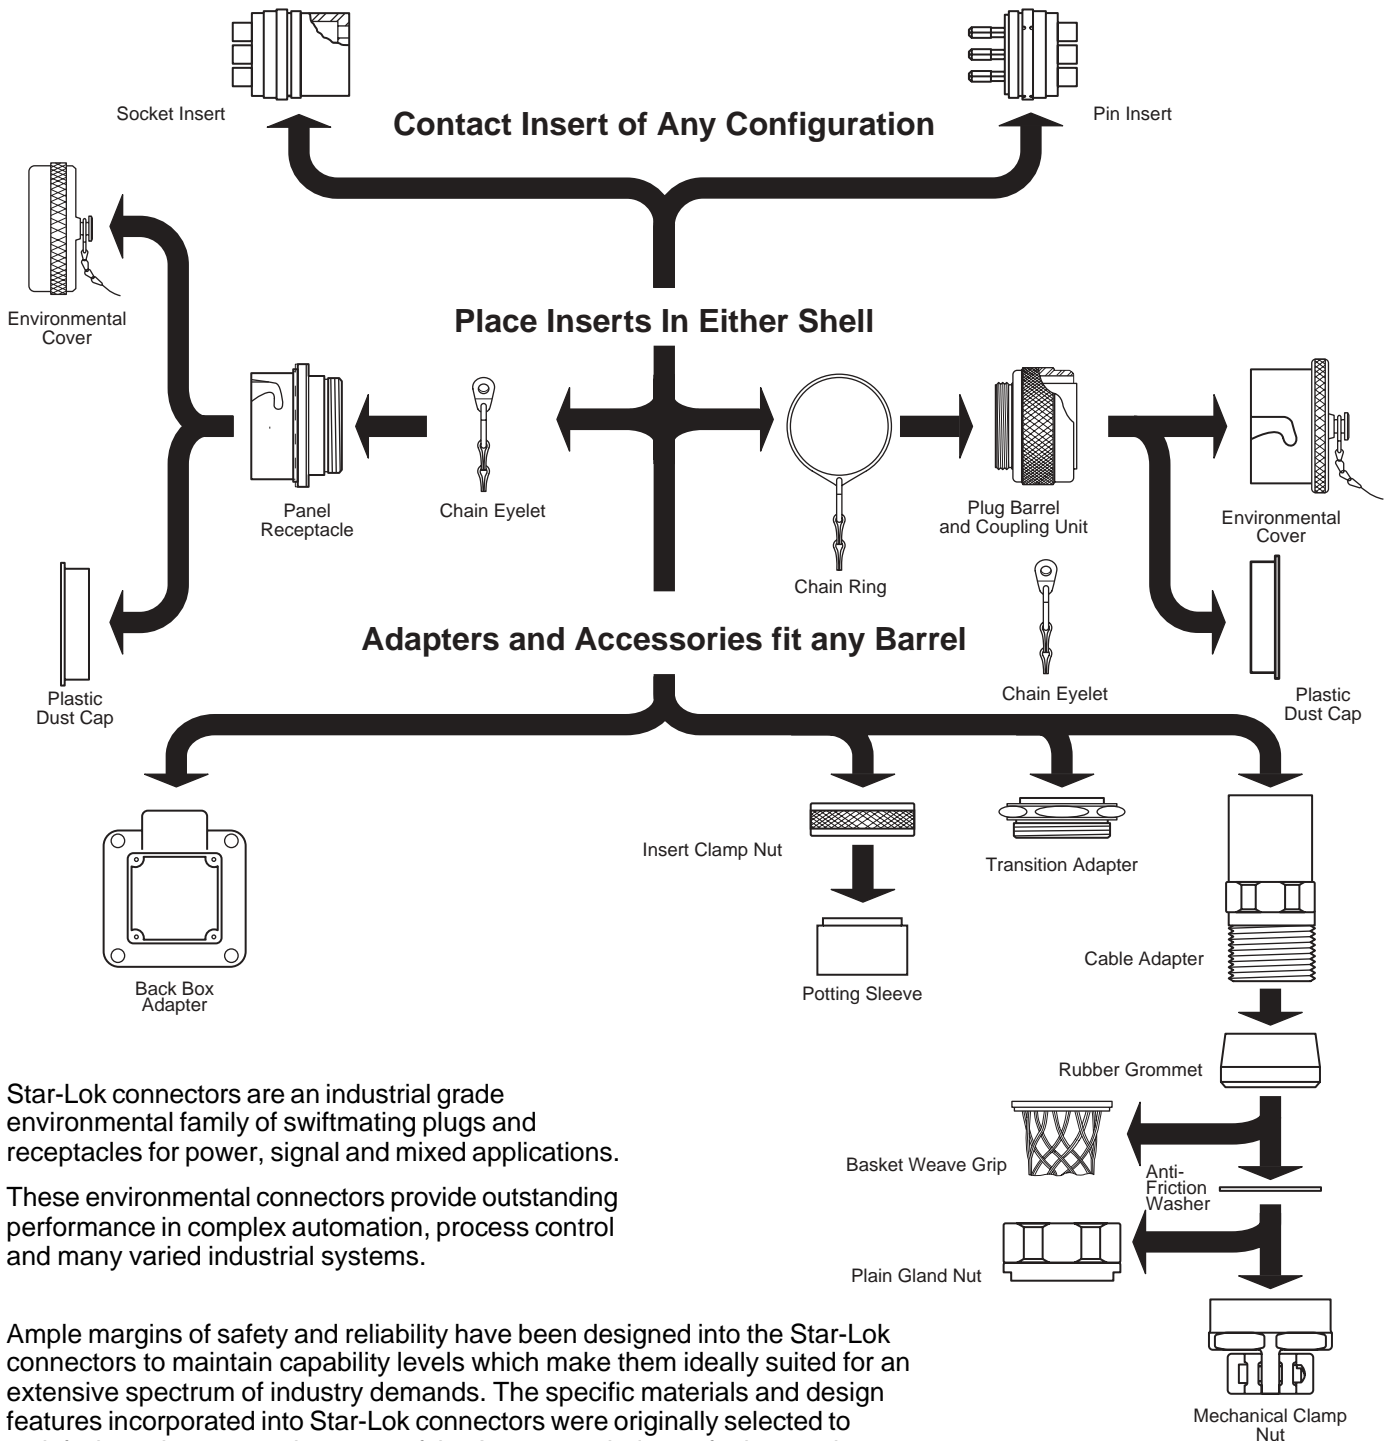 Socket Insert
Contact Insert of Any Configuration
Pin Insert
Environmental
Cover
Place Inserts In Either Shell
Panel
Receptacle
Chain Eyelet
Chain Ring
Plug Barrel
and Coupling Unit
Environmental
Cover
Chain Eyelet
Adapters and Accessories fit any Barrel
Plastic
Dust Cap
Plastic
Dust Cap
Insert Clamp Nut
Transition Adapter
Back Box
Adapter
Potting Sleeve
Cable Adapter
Rubber Grommet
Basket Weave Grip
Anti-
Friction
Washer
Plain Gland Nut
Mechanical Clamp
Nut
Star-Lok connectors are an industrial grade
environmental family of swiftmating plugs and
receptacles for power, signal and mixed applications.
These environmental connectors provide outstanding
performance in complex automation, process control
and many varied industrial systems.
Ample margins of safety and reliability have been designed into the Star-Lok
connectors to maintain capability levels which make them ideally suited for an
extensive spectrum of industry demands. The specific materials and design
features incorporated into Star-Lok connectors were originally selected to